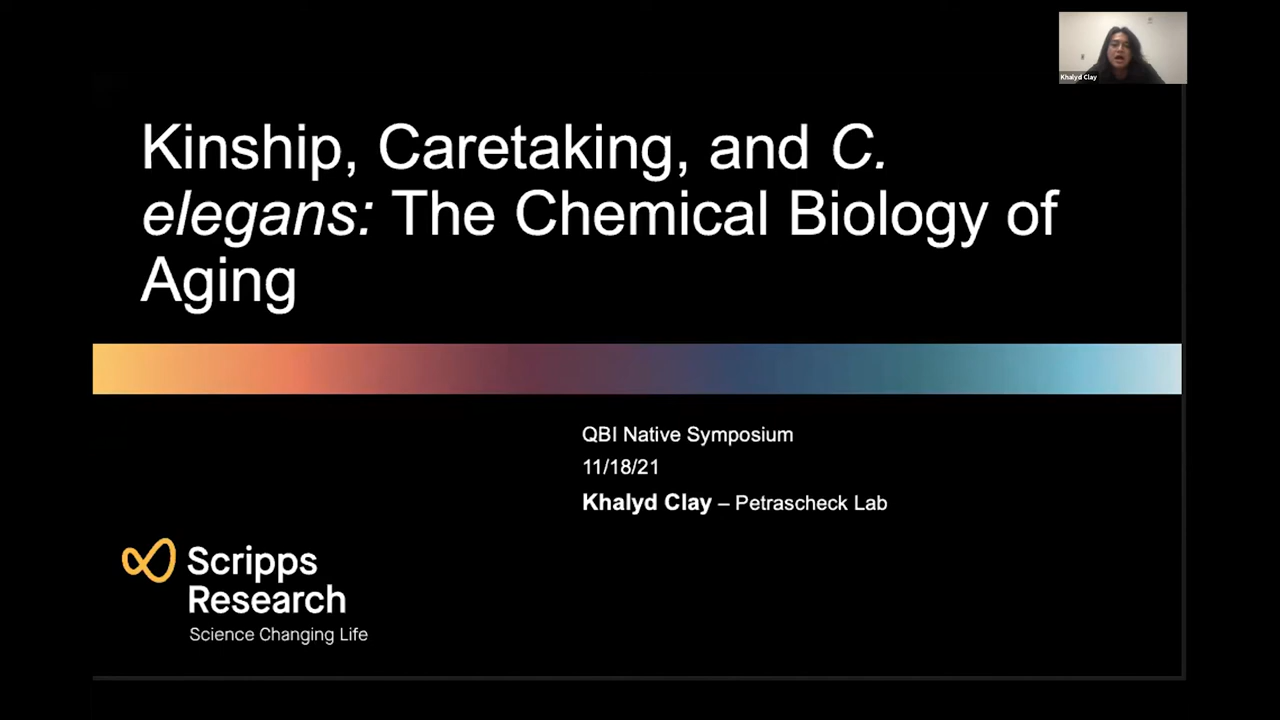 Khalyd Clay
Kinship, Caretaking, and C.
elegans: The Chemical Biology of
Aging
QBI Native Symposium
11/18/21
Khalyd Clay – Petrascheck Lab
Scripps
Research
Science Changing Life